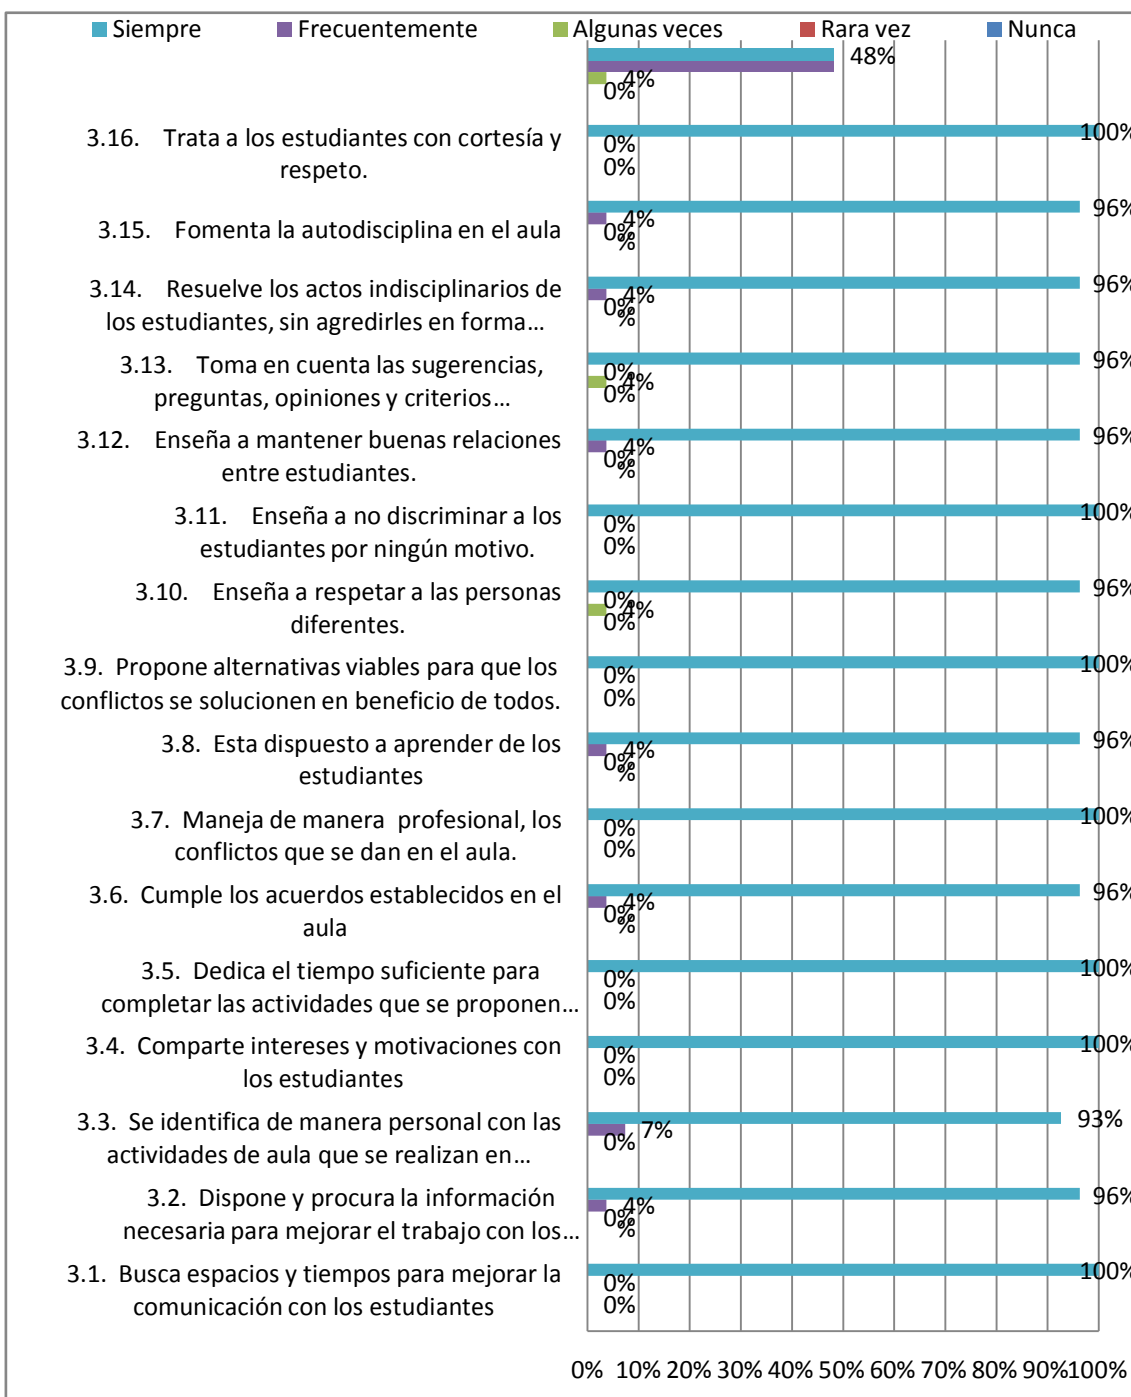 Siempre Frecuentemente Algunas veces Rara vez Nunca
48%
4%
0%
3.16. Trata a los estudiantes con cortesía y
respeto.
100%
0%
0%
3.15. Fomenta la autodisciplina en el aula
96%
4%
0%
%
3.14. Resuelve los actos indisciplinarios de
los estudiantes, sin agredirles en forma...
96%
4%
0%
%
3.13. Toma en cuenta las sugerencias,
preguntas, opiniones y criterios...
96%
0%
4%
0%
3.12. Enseña a mantener buenas relaciones
entre estudiantes.
96%
4%
0%
%
3.11. Enseña a no discriminar a los
estudiantes por ningún motivo.
100%
0%
0%
3.10. Enseña a respetar a las personas
diferentes.
96%
0%
4%
0%
3.9. Propone alternativas viables para que los
conflictos se solucionen en beneficio de todos.
100%
0%
0%
3.8. Esta dispuesto a aprender de los
estudiantes
96%
4%
0%
%
3.7. Maneja de manera profesional, los
conflictos que se dan en el aula.
100%
0%
0%
3.6. Cumple los acuerdos establecidos en el
aula
96%
4%
0%
%
3.5. Dedica el tiempo suficiente para
completar las actividades que se proponen...
100%
0%
0%
3.4. Comparte intereses y motivaciones con
los estudiantes
100%
0%
0%
3.3. Se identifica de manera personal con las
actividades de aula que se realizan en...
93%
7%
0%
3.2. Dispone y procura la información
necesaria para mejorar el trabajo con los...
96%
4%
0%
%
3.1. Busca espacios y tiempos para mejorar la
comunicación con los estudiantes
100%
0%
0%
0% 10% 20% 30% 40% 50% 60% 70% 80% 90% 100%